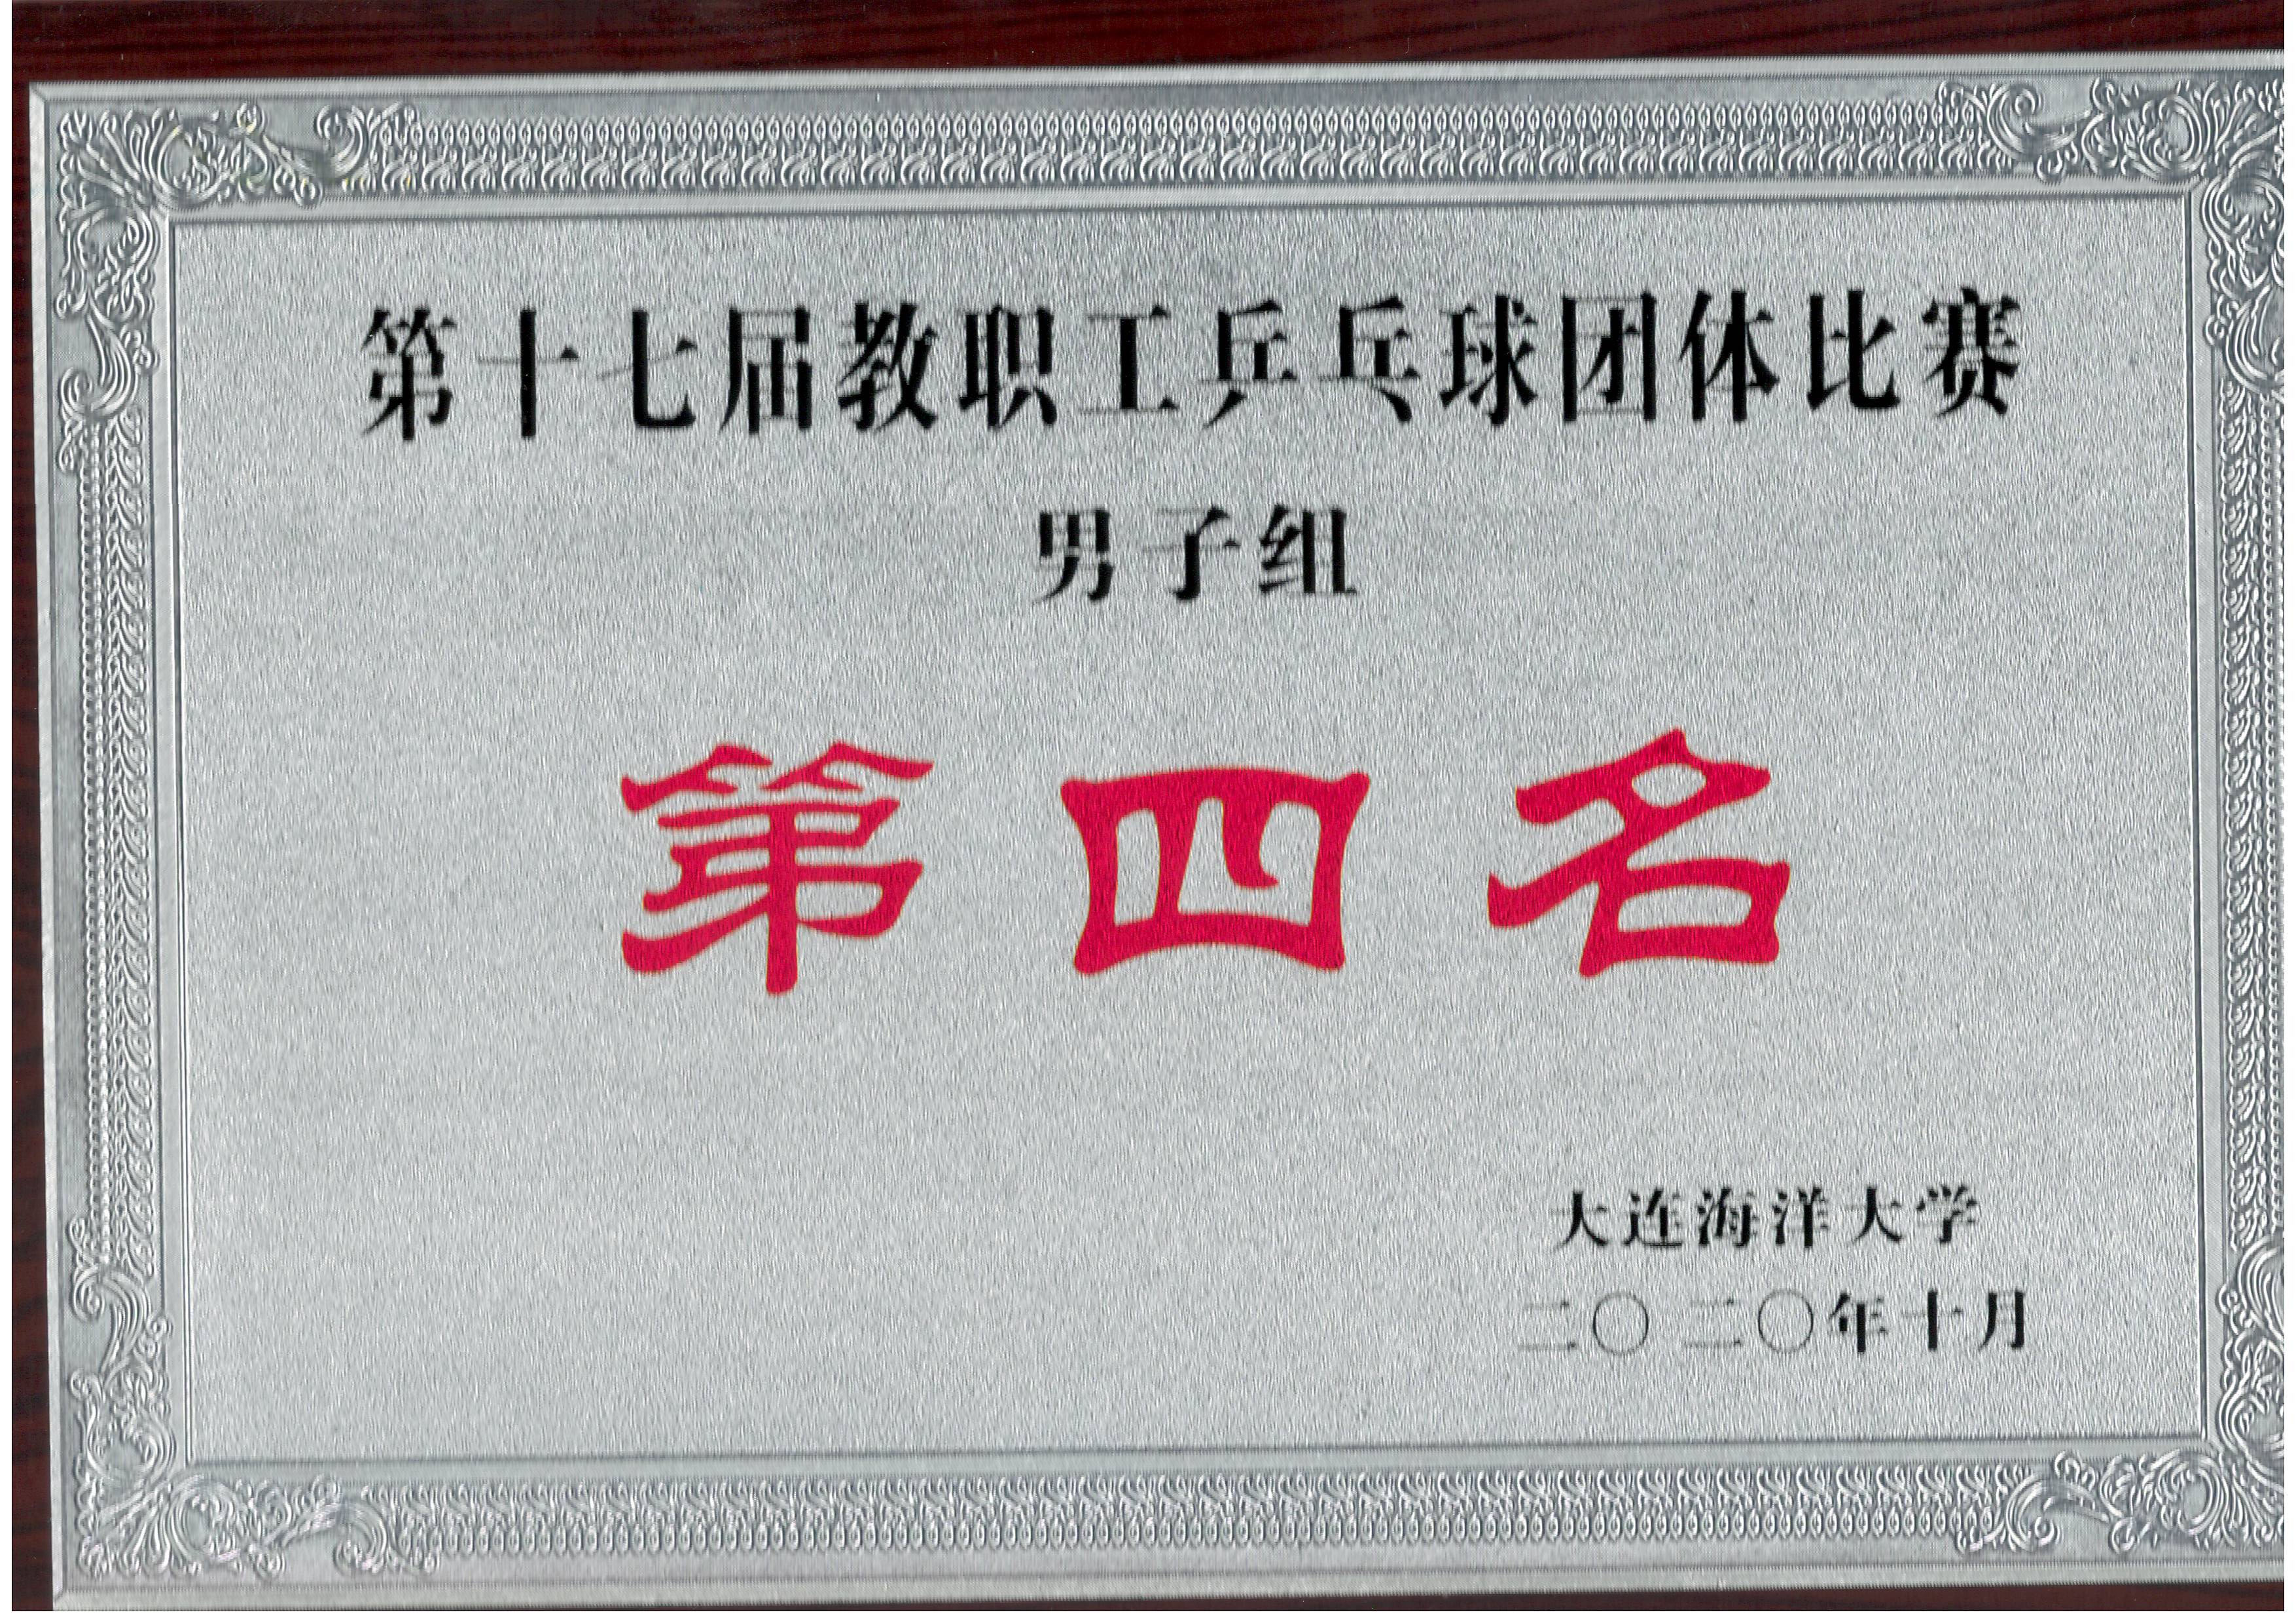 第十七届教职工乒乓球团体比赛
男子组
第四名
大连海洋大学
二〇二〇年十月